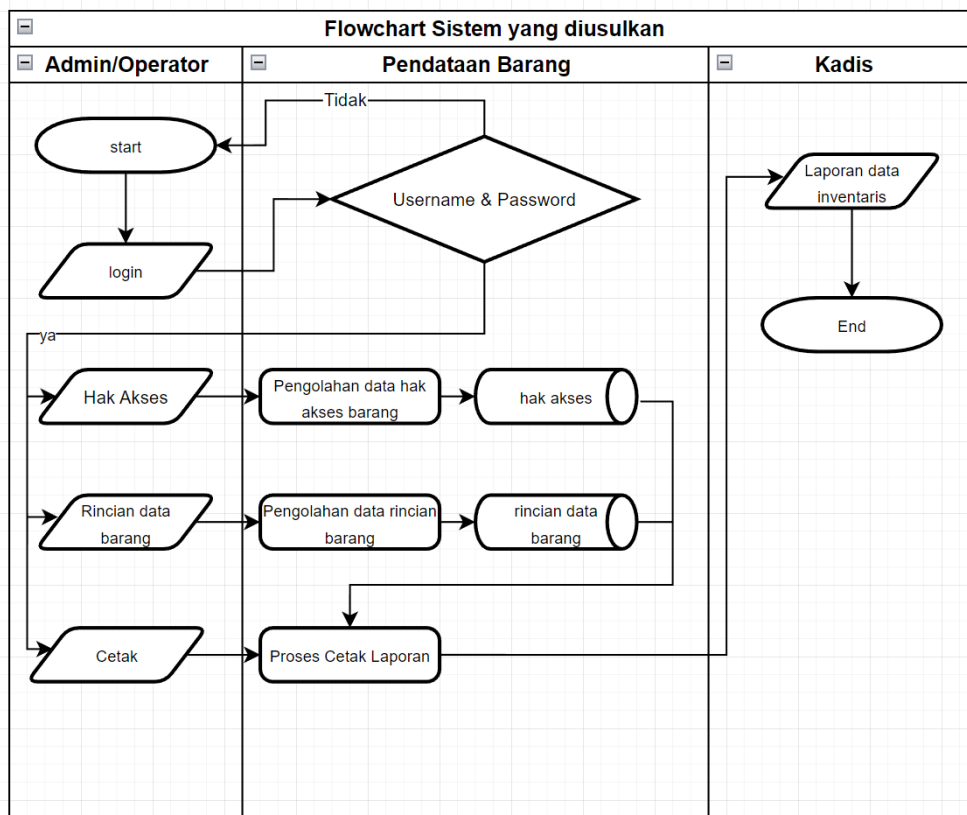 Flowchart Sistem yang diusulkan
Admin/Operator
Pendataan Barang
Kadis
Tidak
start
Username & Password
Laporan data
inventaris
login
End
ya
Hak Akses
Pengolahan data hak
akses barang
hak akses
Rincian data
barang
Pengolahan data rincian
barang
rincian data
barang
Cetak
Proses Cetak Laporan